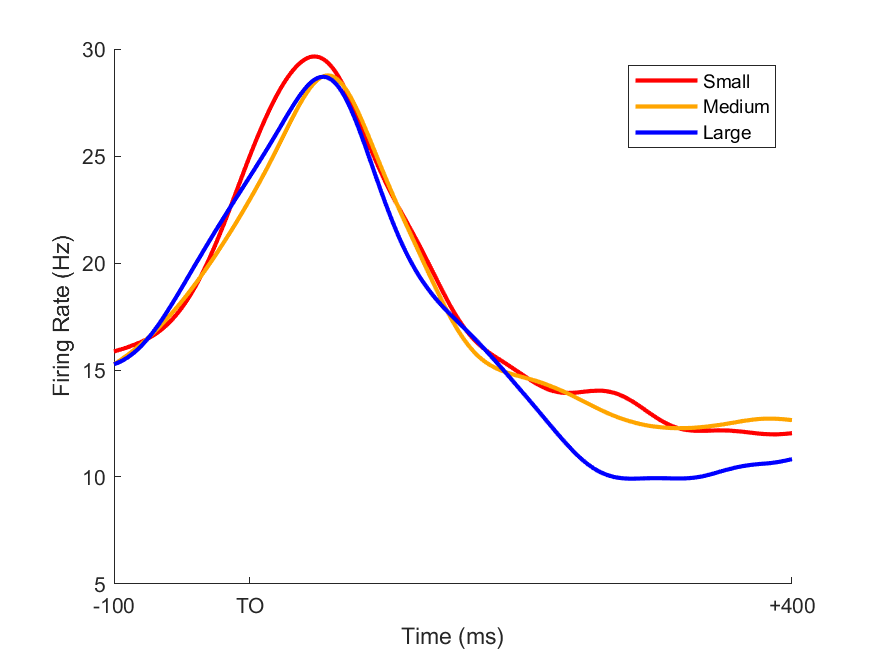 30
25
20
15
10
5
Firing Rate (Hz)
-100
TO
+400
Time (ms)
Small
Medium
Large